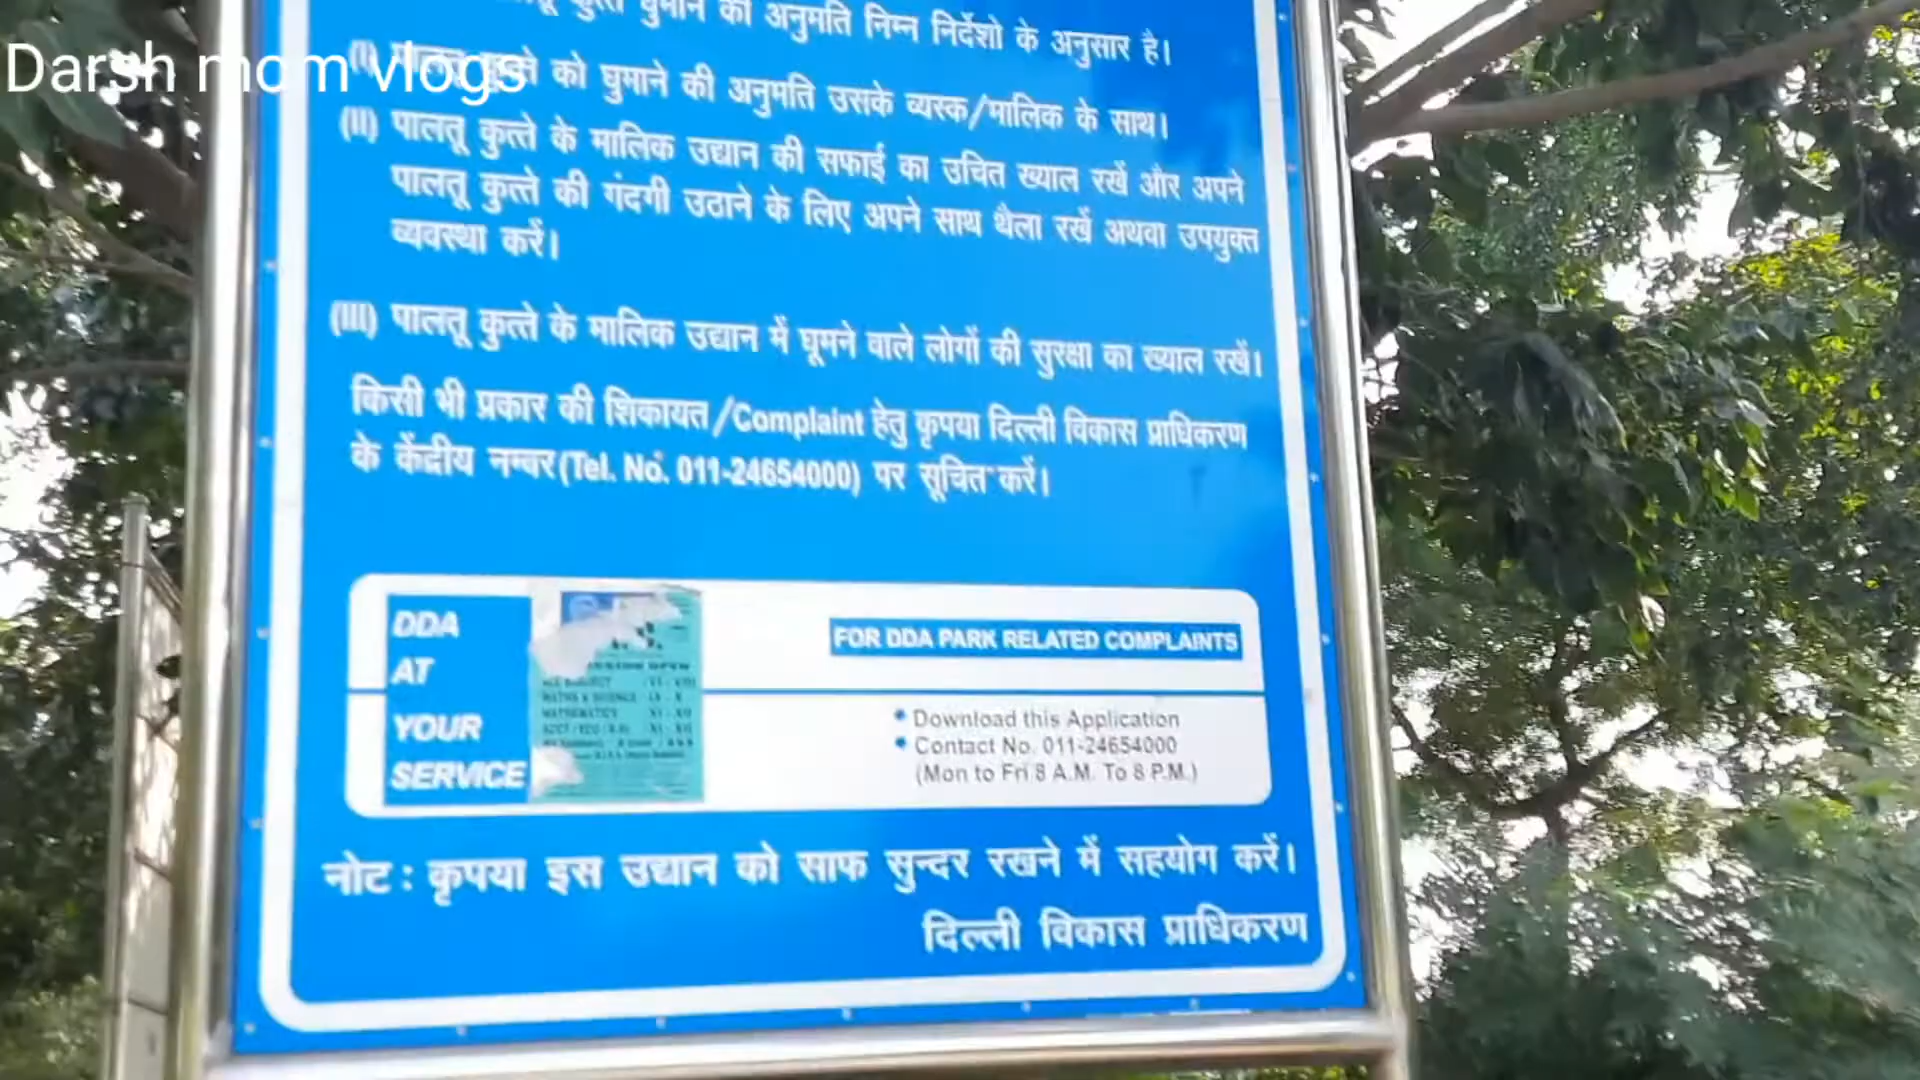 Darsh mom vlogs
कुत्ते घुमाने की अनुमति निम्न निर्देशो के अनुसार है।
(I) पालतू कुत्ते को घुमाने की अनुमति उसके व्यस्क/मालिक के साथ।
(II) पालतू कुत्ते के मालिक उद्यान की सफाई का उचित ख्याल रखें और अपने
पालतू कुत्ते की गंदगी उठाने के लिए अपने साथ थैला रखें अथवा उपयुक्त
व्यवस्था करें।
(III) पालतू कुत्ते के मालिक उद्यान में घूमने वाले लोगों की सुरक्षा का ख्याल रखें।
किसी भी प्रकार की शिकायत/Complaint हेतु कृपया दिल्ली विकास प्राधिकरण
के केंद्रीय नम्बर(Tel. No. 011-24654000) पर सूचित करें।
DDA
AT
YOUR
SERVICE
FOR DDA PARK RELATED COMPLAINTS
• Download this Application
• Contact No. 011-24654000
(Mon to Fri 8 A.M. To 8 P.M.)
नोट : कृपया इस उद्यान को साफ सुन्दर रखने में सहयोग करें।
दिल्ली विकास प्राधिकरण